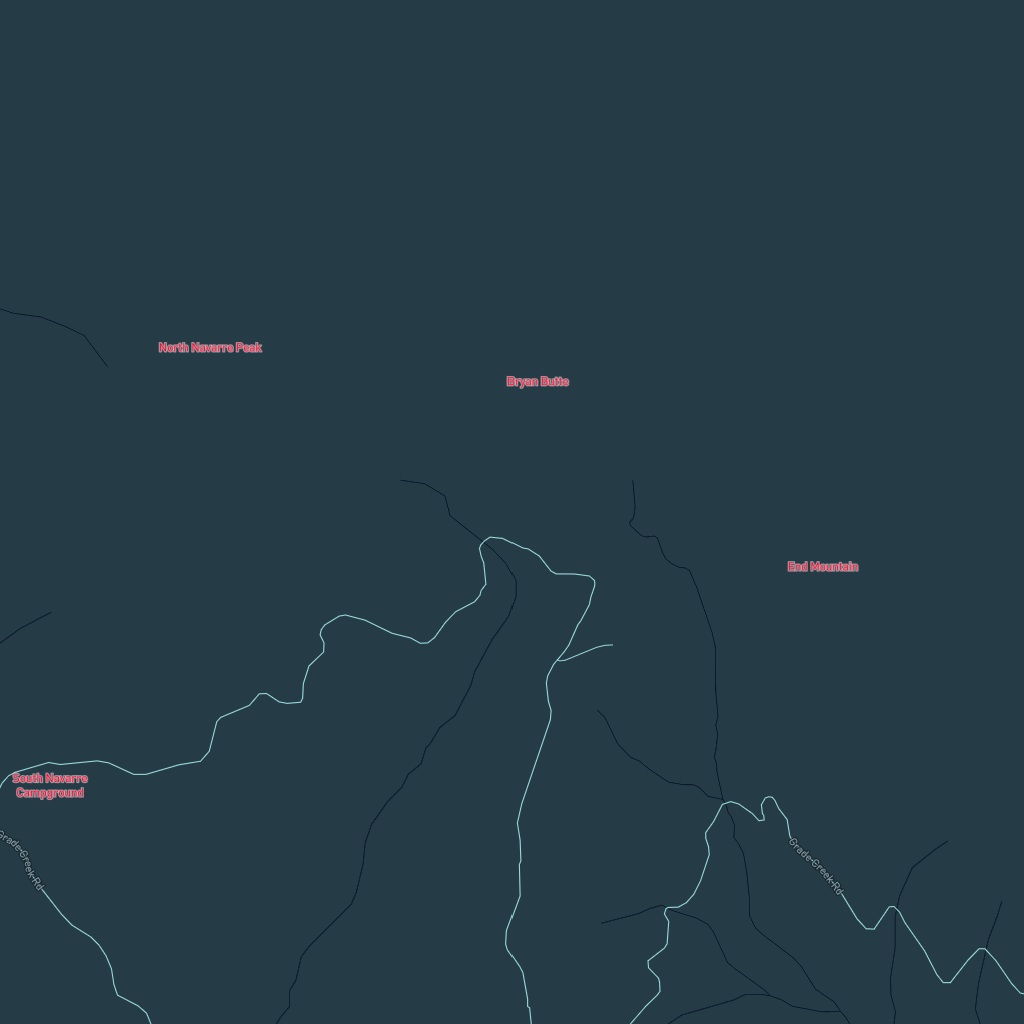 North Navarre Peak
Bryan Butte
End Mountain
South Navarre
Campground
Grade Creek Rd
Grade Creek Rd